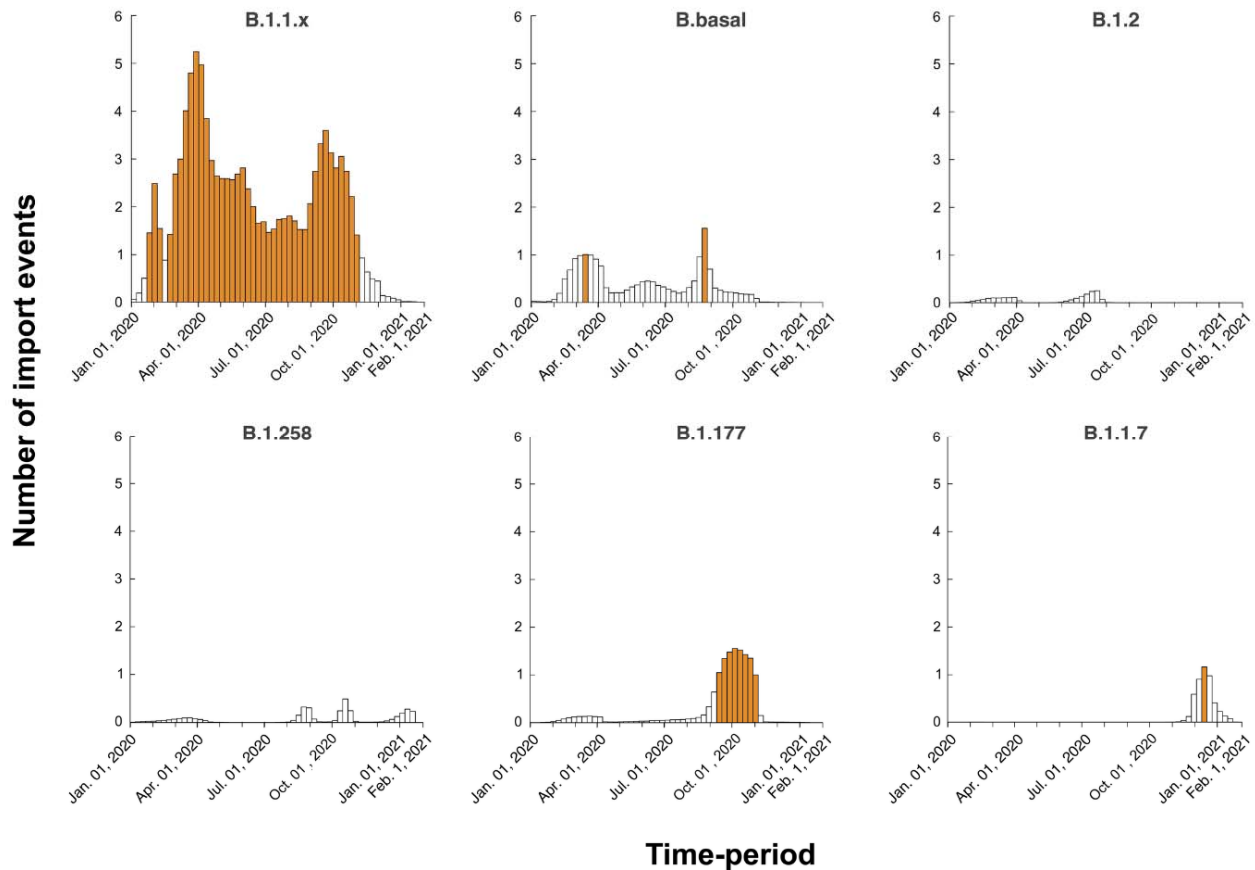 Number of import events
B.1.1.x
6
5
4
3
2
1
0
Jan. 01, 2020
Apr. 01, 2020
Jul. 01, 2020
Oct. 01, 2020
Jan. 01, 2021
Feb. 1, 2021
B.basal
6
5
4
3
2
1
0
Jan. 01, 2020
Apr. 01, 2020
Jul. 01, 2020
Oct. 01, 2020
Jan. 01, 2021
Feb. 1, 2021
B.1.2
6
5
4
3
2
1
0
Jan. 01, 2020
Apr. 01, 2020
Jul. 01, 2020
Oct. 01 , 2020
Jan. 01, 2021
Feb. 1, 2021
B.1.258
6
5
4
3
2
1
0
Jan. 01, 2020
Apr. 01, 2020
Jul. 01, 2020
Oct. 01 , 2020
Jan. 01, 2021
Feb. 1, 2021
B.1.177
6
5
4
3
2
1
0
Jan. 01, 2020
Apr. 01, 2020
Jul. 01, 2020
Oct. 01 , 2020
Jan. 01, 2021
Feb. 1, 2021
B.1.1.7
6
5
4
3
2
1
0
Jan. 01, 2020
Apr. 01, 2020
Jul. 01, 2020
Oct. 01 , 2020
Jan. 01, 2021
Feb. 1, 2021
Time-period